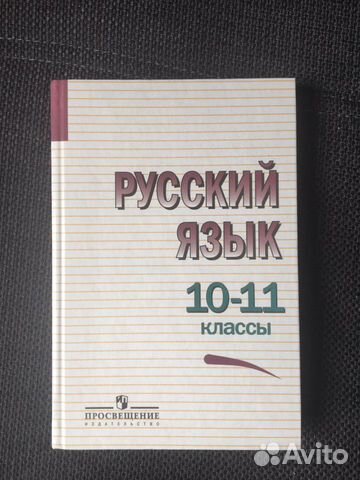 РУССКИЙ
ЯЗЫК
10-11
КЛАССЫ
ПРОСВЕЩЕНИЕ
ИЗДАТЕЛЬСТВО
Avito